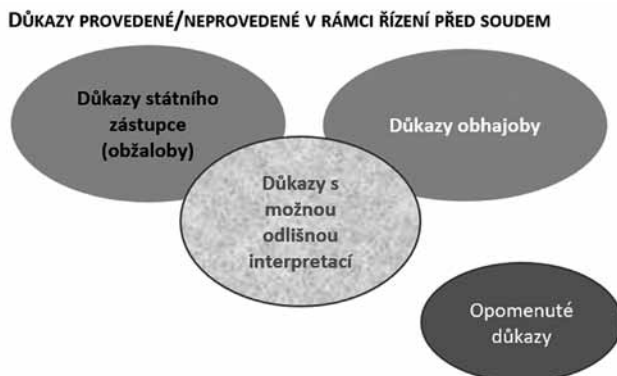 DŮKAZY PROVEDENÉ/NEPROVEDENÉ V RÁMCI ŘÍZENÍ PŘED SOUDEM
Důkazy státního
zástupce
(obžaloby)
Důkazy obhajoby
Důkazy s
možnou
odlišnou
interpretací
Opomenuté
důkazy